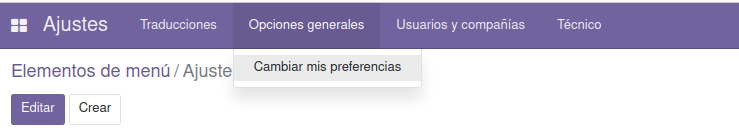 Ajustes Traducciones Opciones generales Usuarios y compañías Técnico
Cambiar mis preferencias
Elementos de menú / Ajuste
Editar Crear